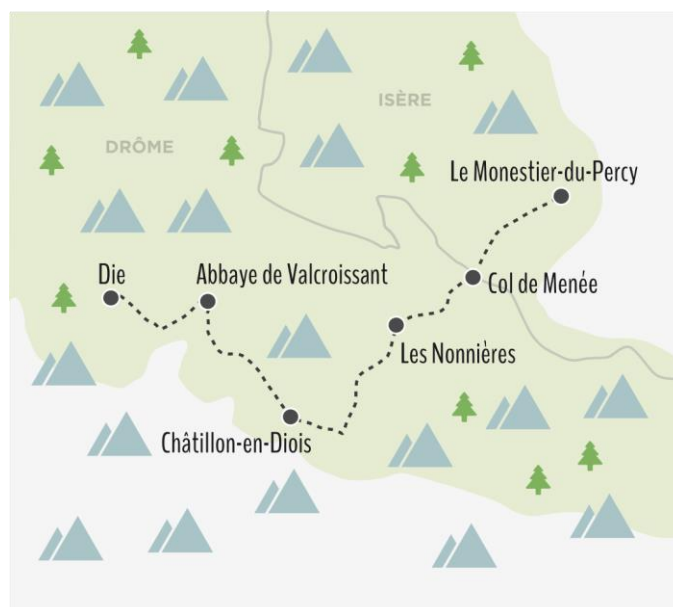 ISÈRE
DRÔME
Le Monestier-du-Percy
Die
Abbaye de Valcroissant
Col de Menée
Les Nonnières
Châtillon-en-Diois